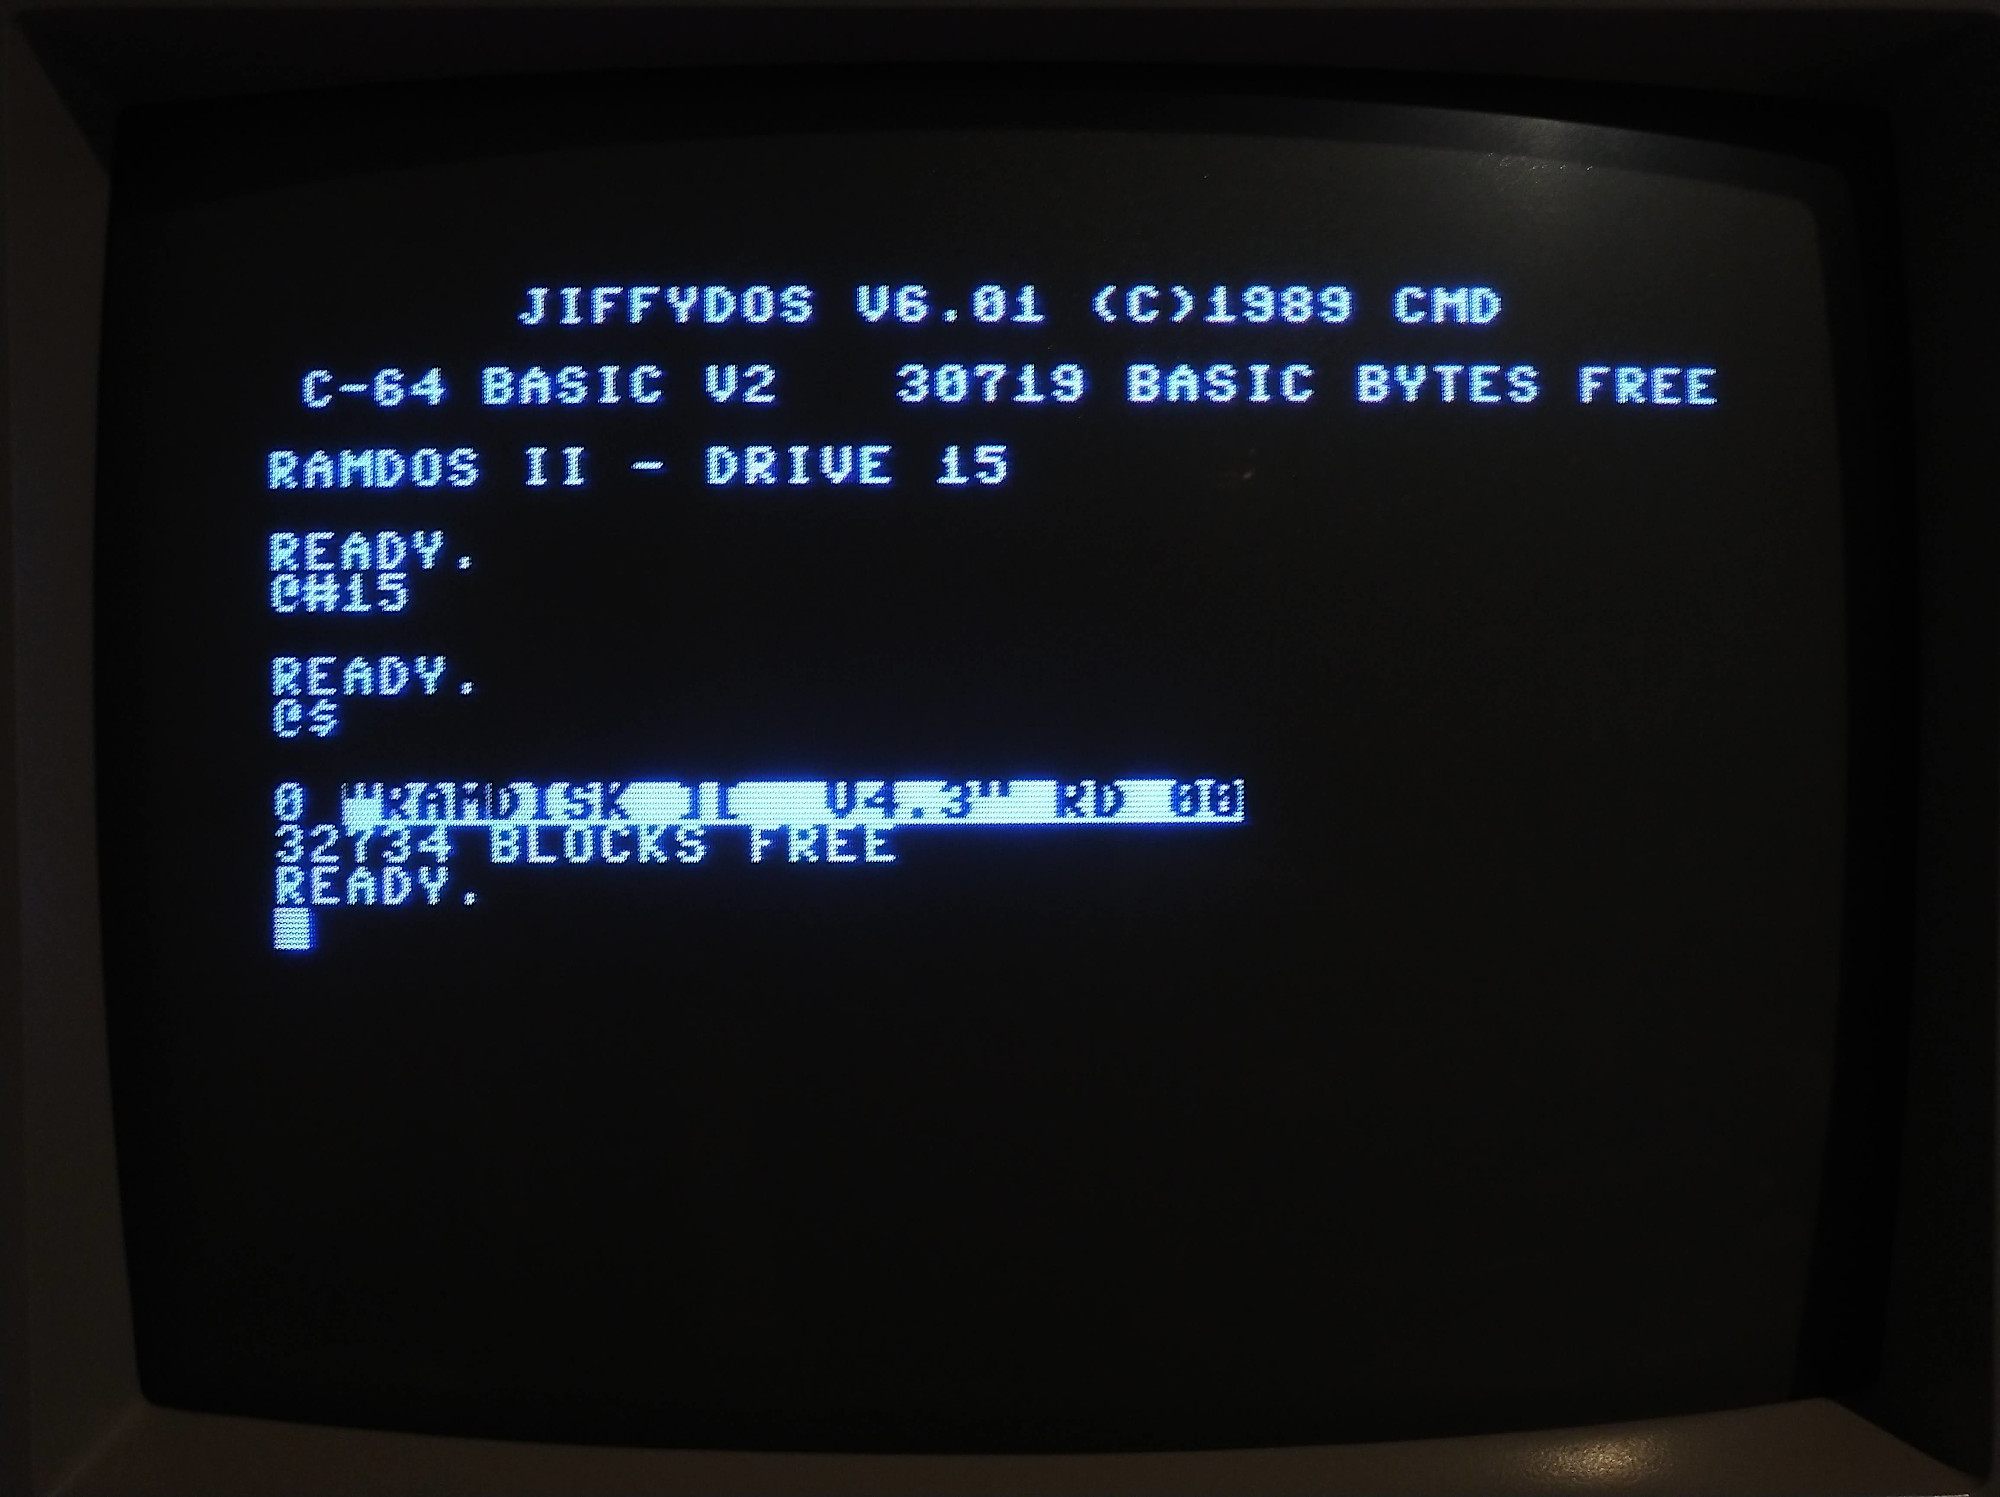 JIFFYDOS V6.01 (C)1989 CMD
C-64 BASIC V2   30719 BASIC BYTES FREE
RAMDOS II - DRIVE 15
READY.
@#15
READY.
@$
0 "RAMDISK II  V4.3" RD 00
32734 BLOCKS FREE
READY.